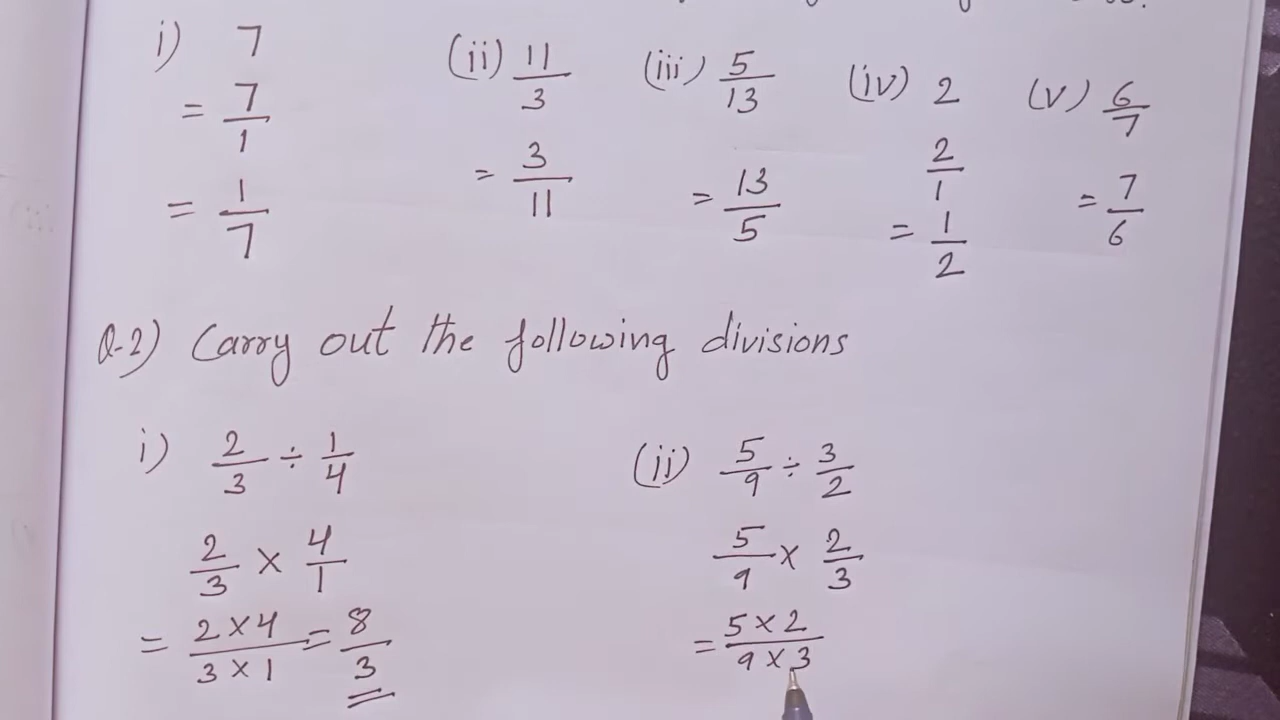 i) 7 (ii) 11/3 (iii) 5/13 (iv) 2 (v) 6/7
= 7/1 = 3/11 = 13/5 2/1 = 7/6
= 1/7 = 1/2
Q-2) Carry out the following divisions
i) 2/3 ÷ 1/4 (ii) 5/9 ÷ 3/2
2/3 × 4/1 5/9 × 2/3
= 2×4/3×1 = 8/3 = 5×2/9×3